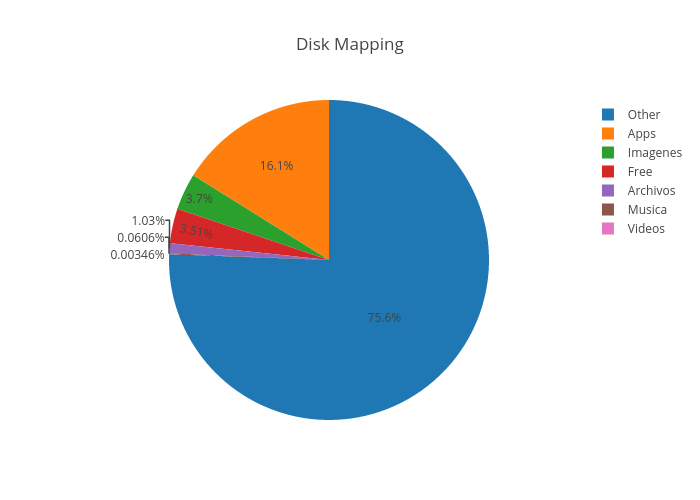 Disk Mapping
Other
Apps
Imagenes
Free
Archivos
Musica
Videos
16.1%
3.7%
3.51%
1.03%
0.0606%
0.00346%
75.6%